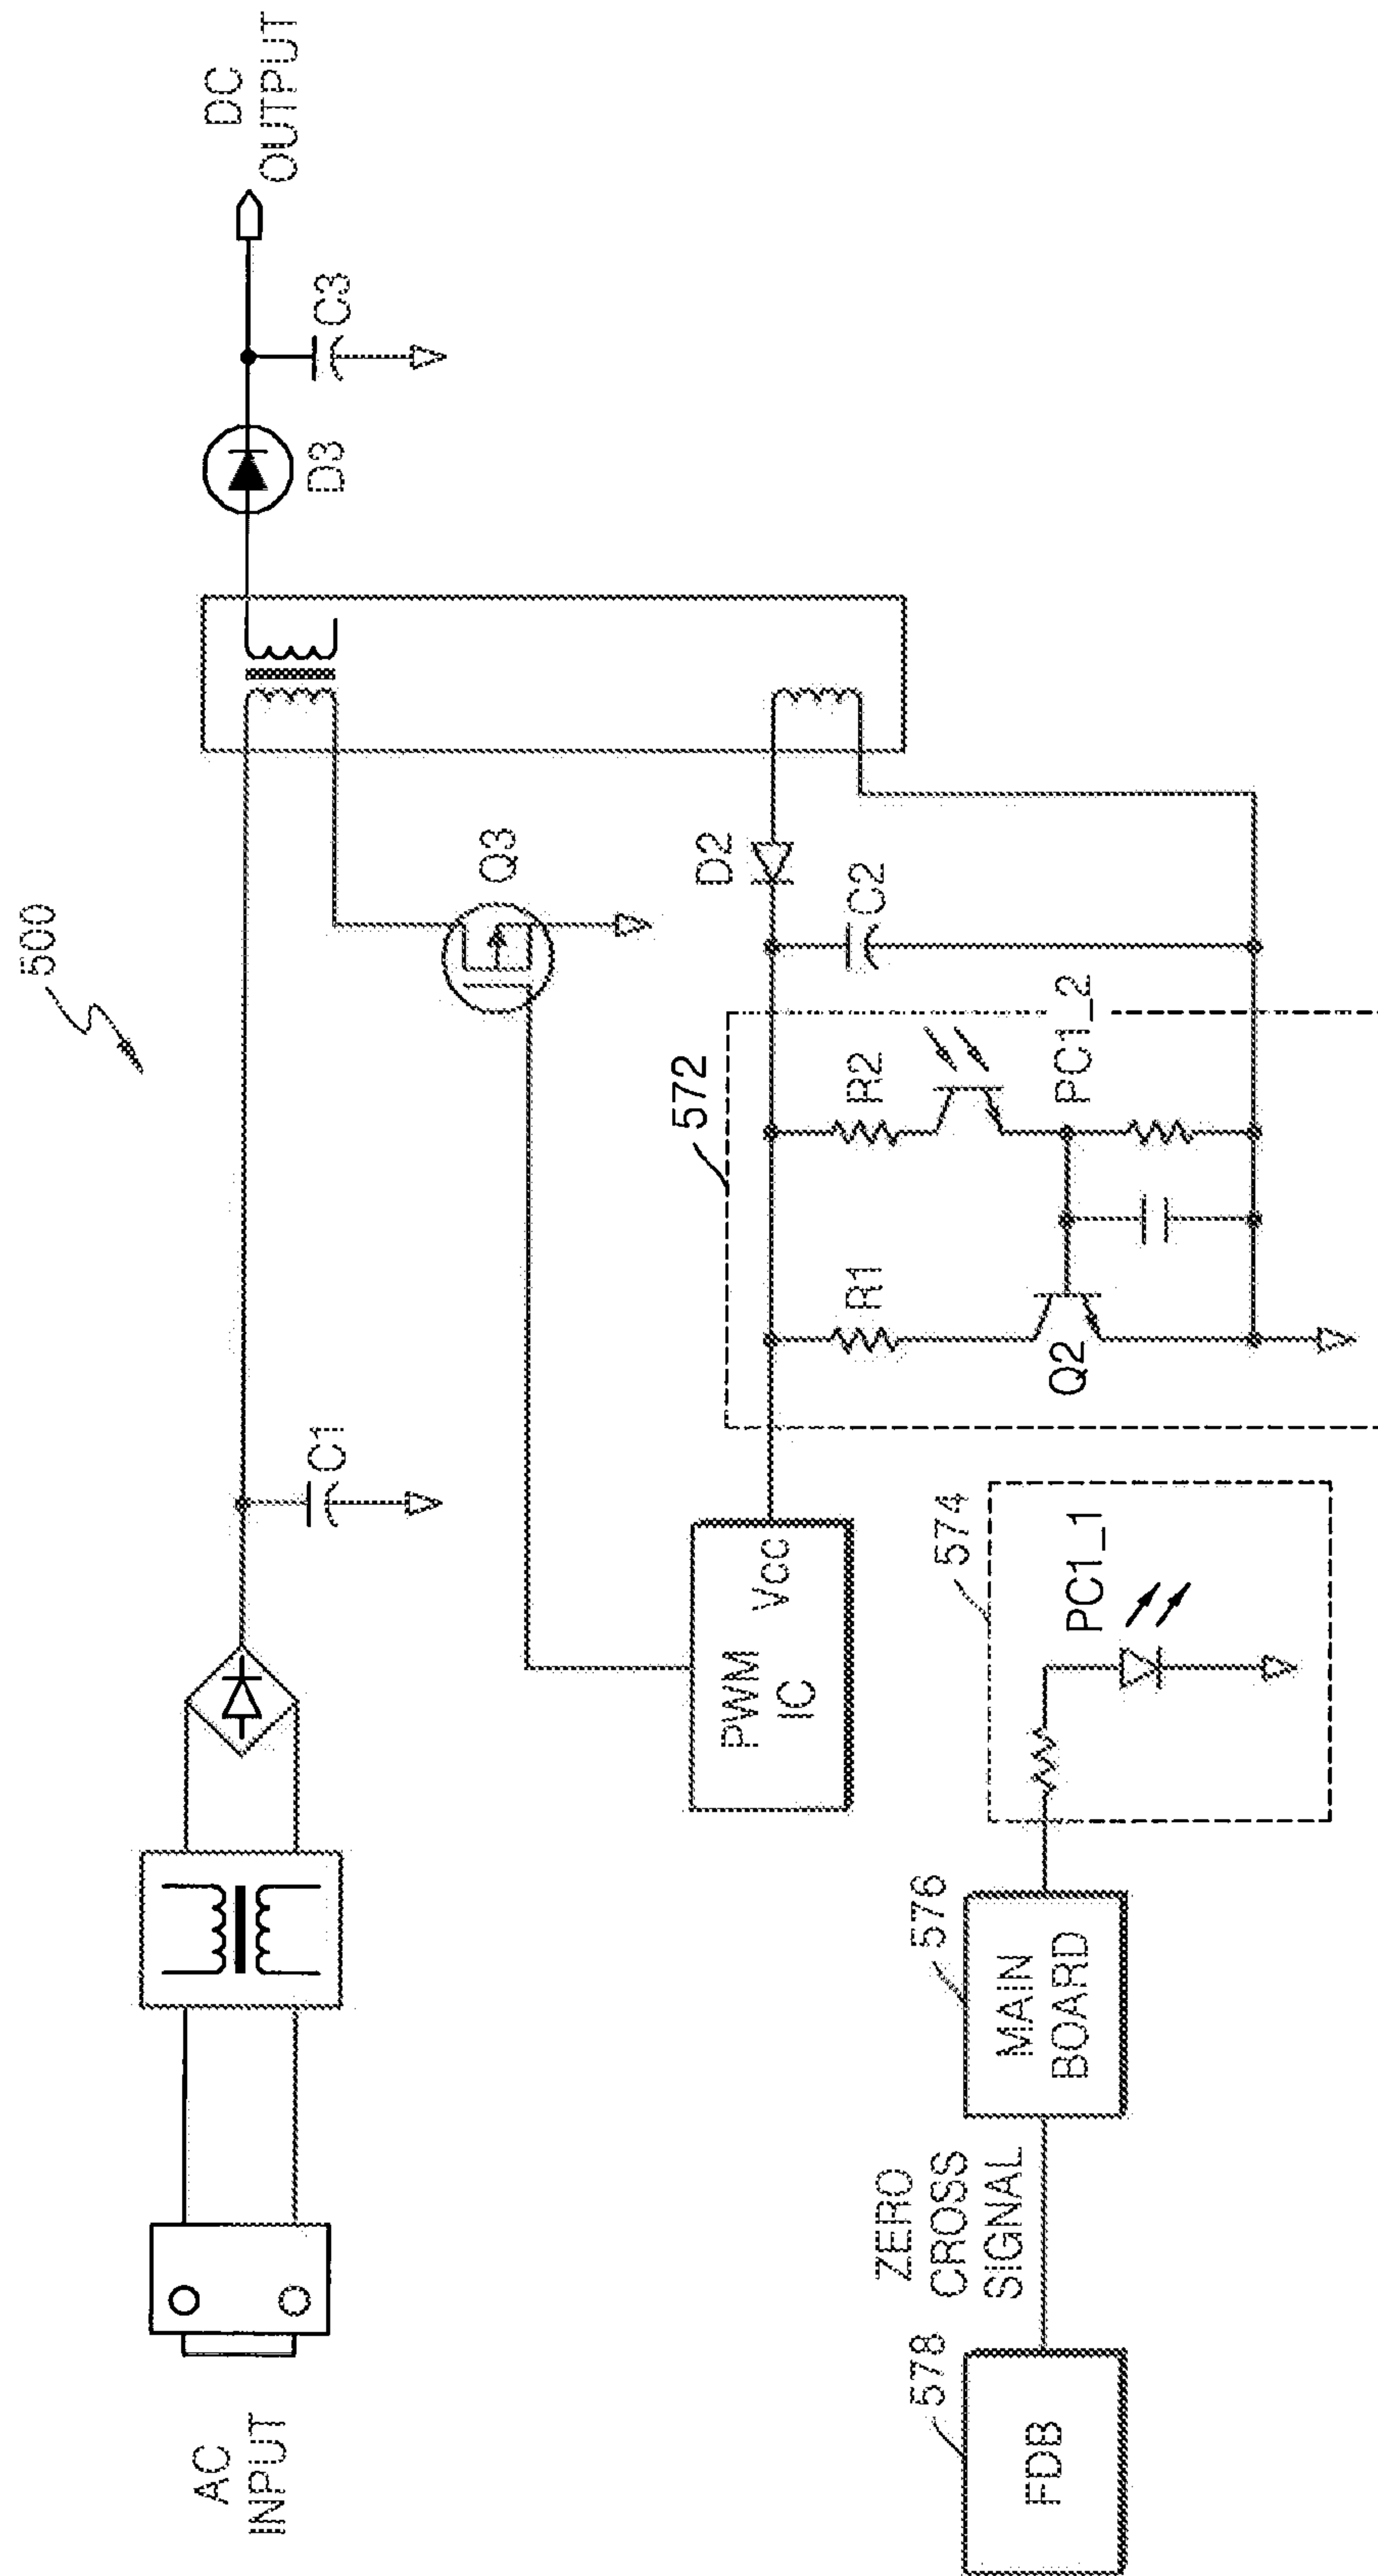 500
AC
INPUT
C1
DC
OUTPUT
D3
C3
Q3
D2
C2
572
R1
R2
Q2
PC1_2
PWM
IC
Vcc
574
PC1_1
576
MAIN
BOARD
ZERO
CROSS
SIGNAL
578
FDB